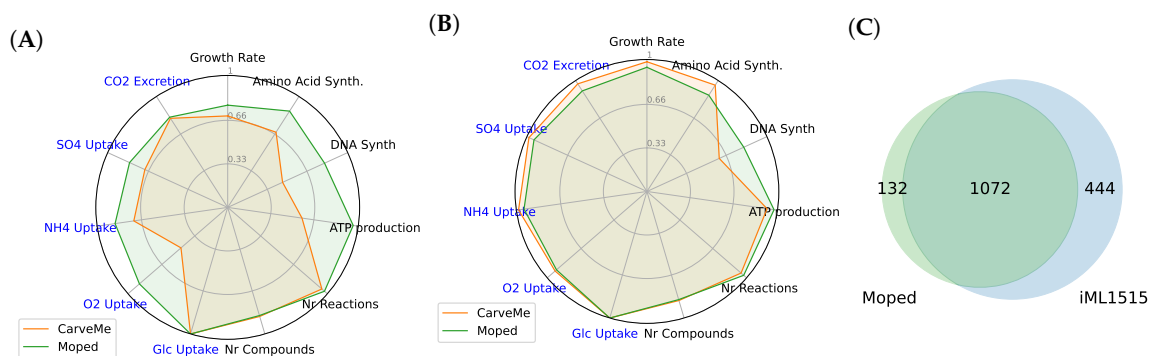 (A)
Growth Rate
1
CO2 Excretion
Amino Acid Synth.
0.66
SO4 Uptake
DNA Synth
0.33
NH4 Uptake
ATP production
O2 Uptake
Nr Reactions
CarveMe
Moped
Glc Uptake
Nr Compounds
(B)
Growth Rate
1
CO2 Excretion
Amino Acid Synth.
0.66
SO4 Uptake
DNA Synth
0.33
NH4 Uptake
ATP production
O2 Uptake
Nr Reactions
CarveMe
Moped
Glc Uptake
Nr Compounds
(C)
132
1072
444
Moped
iML1515